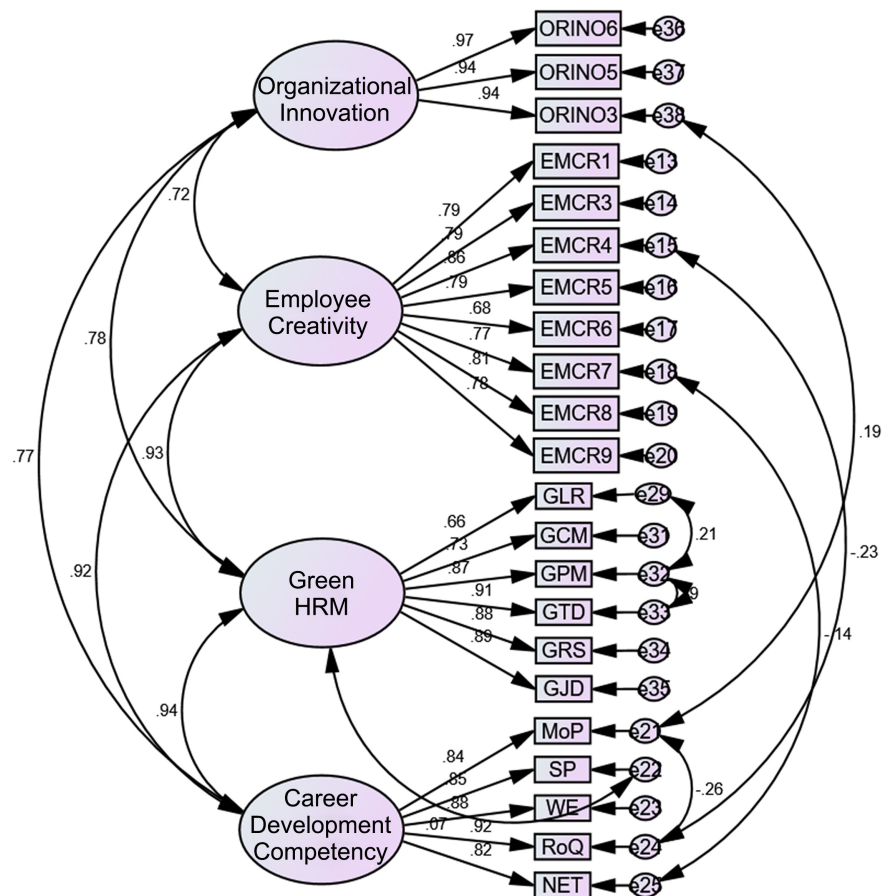 ORINO6
e36
.97
Organizational
Innovation
.94
ORINO5
e37
.94
ORINO3
e38
EMCR1
e13
.72
.79
EMCR3
e14
.79
EMCR4
e15
.86
.79
EMCR5
e16
Employee
Creativity
.68
EMCR6
e17
.78
.77
EMCR7
e18
.81
.78
EMCR8
e19
.19
.77
.93
EMCR9
e20
GLR
e29
.66
.73
GCM
e31
.21
-.23
.87
GPM
e32
.92
Green
HRM
.91
.88
GTD
e33
-.14
.89
GRS
e34
GJD
e35
.94
MoP
e21
.84
.85
SP
e22
-.26
.88
WE
e23
Career
Development
Competency
.07
.92
RoQ
e24
.82
NET
e25